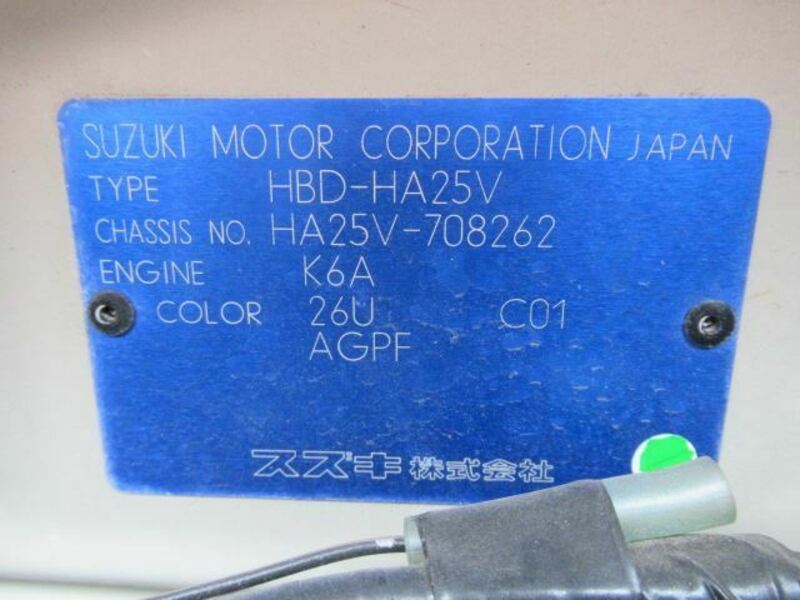 SUZUKI MOTOR CORPORATION JAPAN
TYPE HBD-HA25V
CHASSIS NO. HA25V-708262
ENGINE K6A
COLOR 26U C01
AGPF
スズキ株式会社